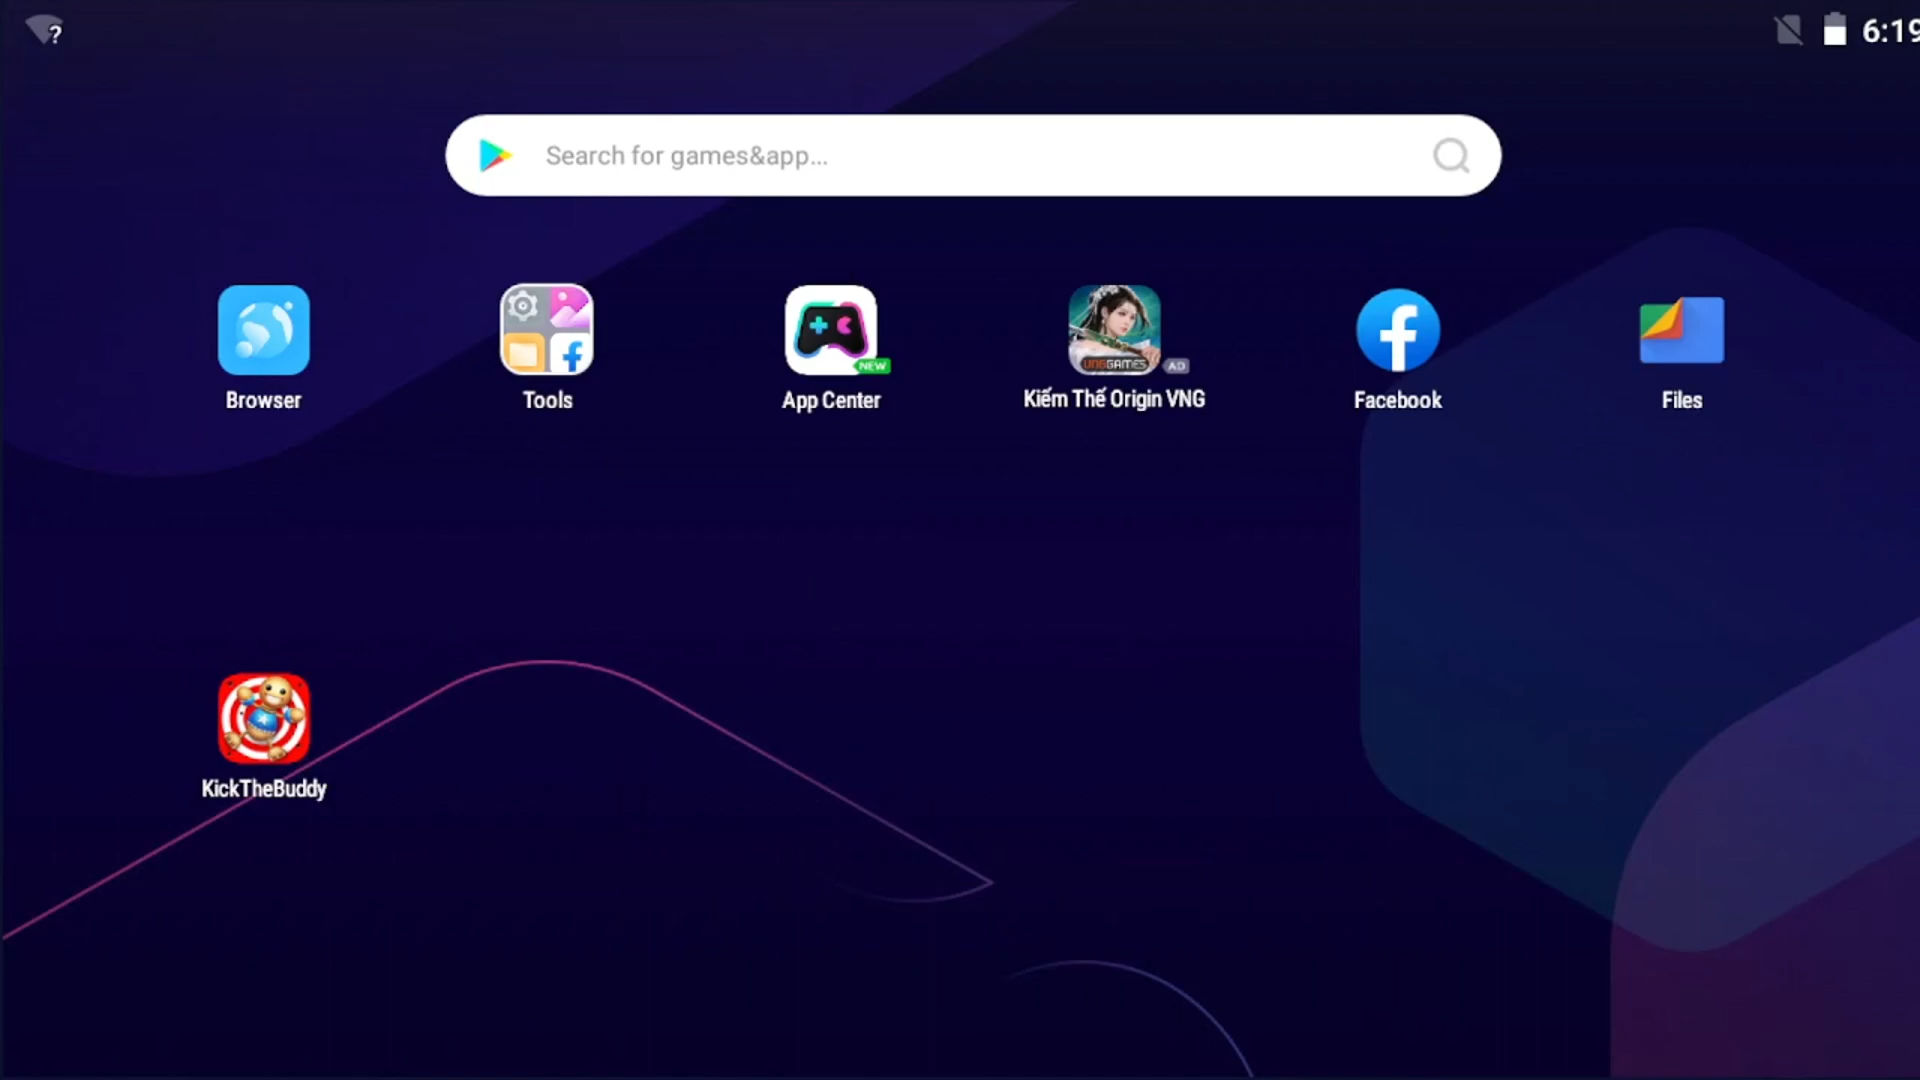 ?
6:19
Search for games&app...
NEW
VNGGAMES
AD
Browser
Tools
App Center
Kiếm Thế Origin VNG
Facebook
Files
KickTheBuddy